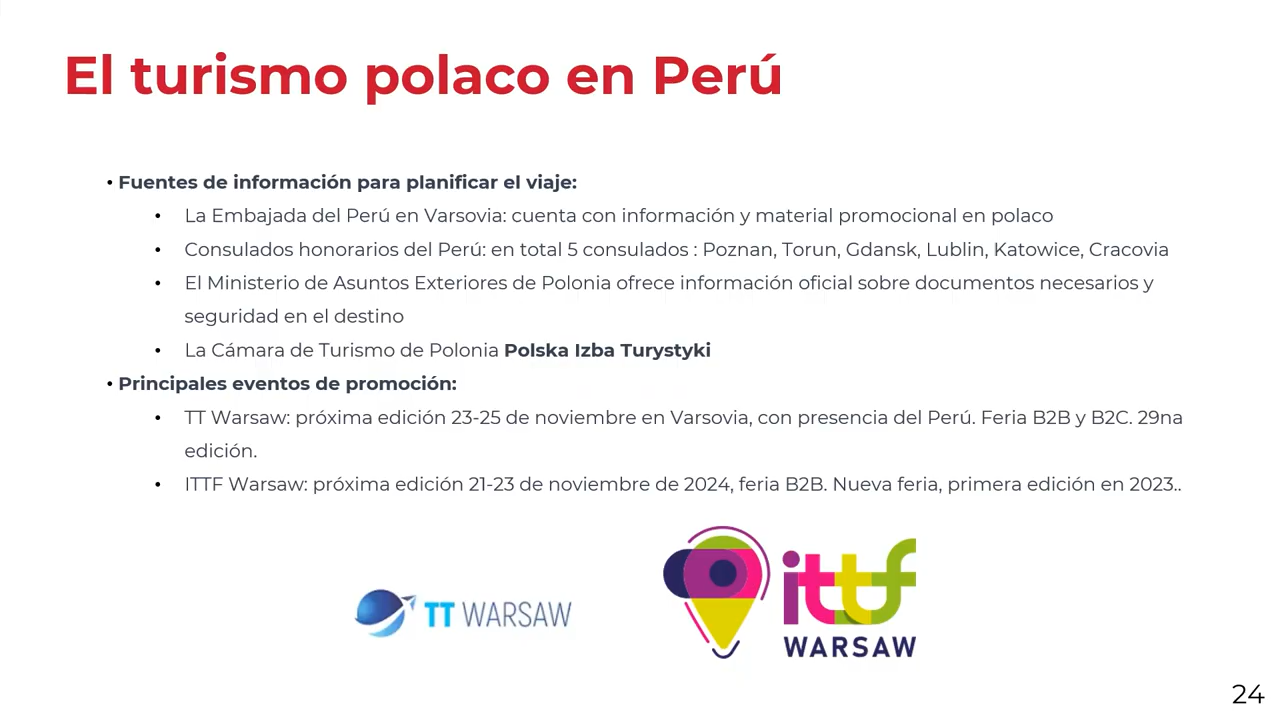 El turismo polaco en Perú
• Fuentes de información para planificar el viaje:
• La Embajada del Perú en Varsovia: cuenta con información y material promocional en polaco
• Consulados honorarios del Perú: en total 5 consulados : Poznan, Torun, Gdansk, Lublin, Katowice, Cracovia
• El Ministerio de Asuntos Exteriores de Polonia ofrece información oficial sobre documentos necesarios y
seguridad en el destino
• La Cámara de Turismo de Polonia Polska Izba Turystyki
• Principales eventos de promoción:
• TT Warsaw: próxima edición 23-25 de noviembre en Varsovia, con presencia del Perú. Feria B2B y B2C. 29na
edición.
• ITTF Warsaw: próxima edición 21-23 de noviembre de 2024, feria B2B. Nueva feria, primera edición en 2023..
TT WARSAW
ittf
WARSAW
24